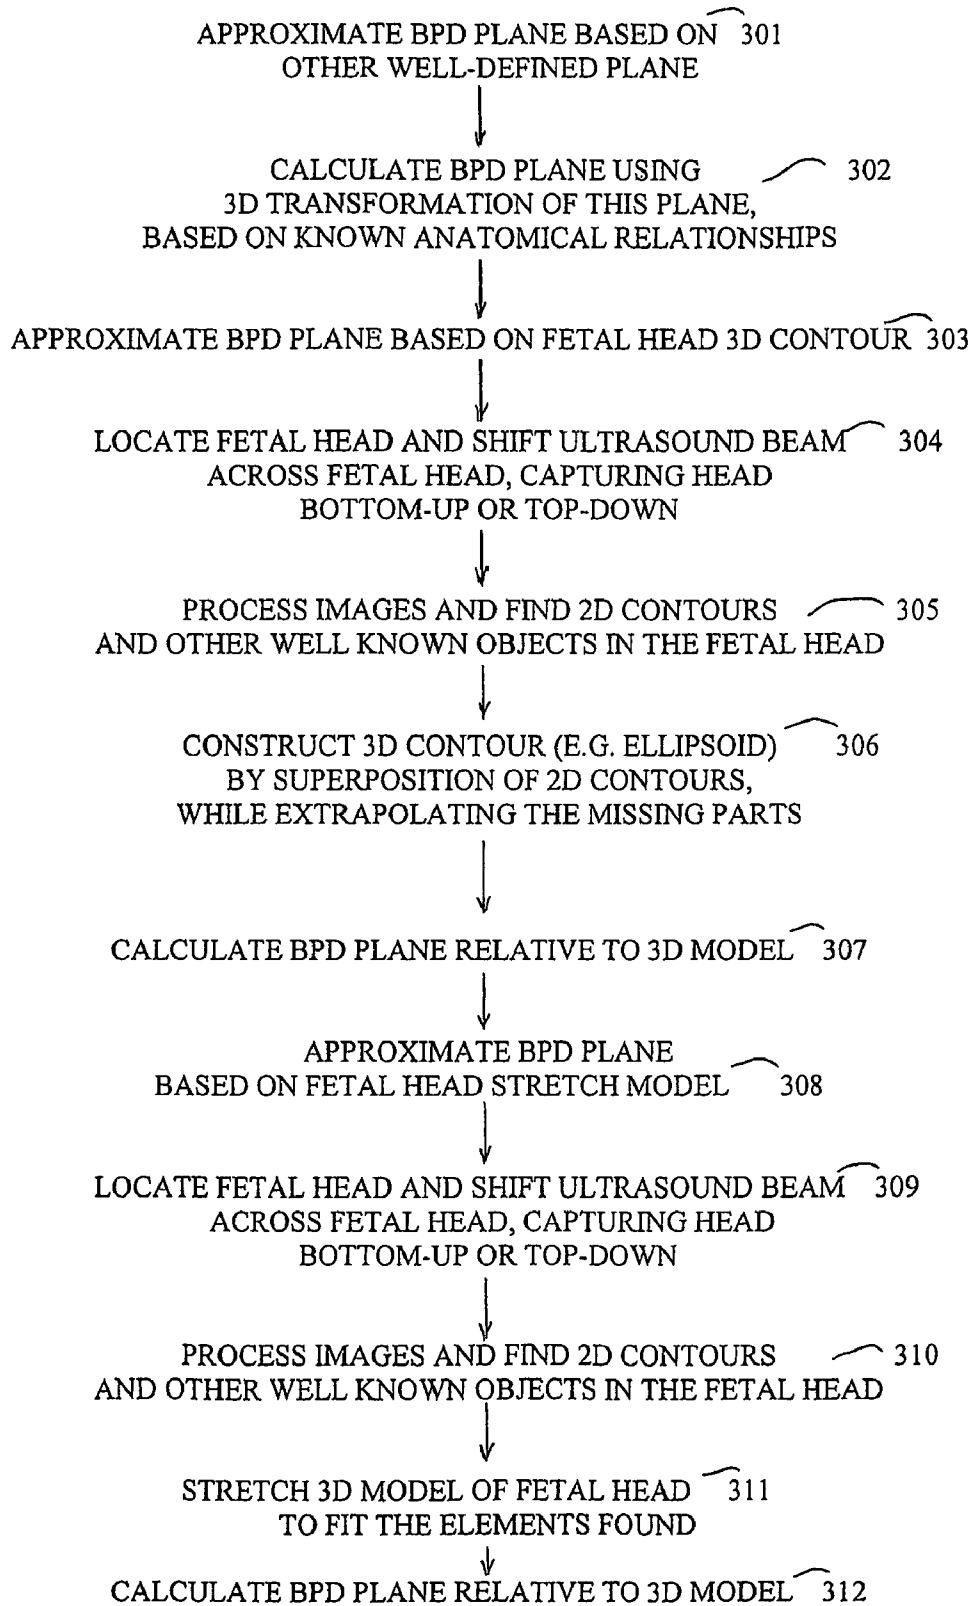 APPROXIMATE BPD PLANE BASED ON 301
OTHER WELL-DEFINED PLANE
CALCULATE BPD PLANE USING 302
3D TRANSFORMATION OF THIS PLANE,
BASED ON KNOWN ANATOMICAL RELATIONSHIPS
APPROXIMATE BPD PLANE BASED ON FETAL HEAD 3D CONTOUR 303
LOCATE FETAL HEAD AND SHIFT ULTRASOUND BEAM 304
ACROSS FETAL HEAD, CAPTURING HEAD
BOTTOM-UP OR TOP-DOWN
PROCESS IMAGES AND FIND 2D CONTOURS 305
AND OTHER WELL KNOWN OBJECTS IN THE FETAL HEAD
CONSTRUCT 3D CONTOUR (E.G. ELLIPSOID) 306
BY SUPERPOSITION OF 2D CONTOURS,
WHILE EXTRAPOLATING THE MISSING PARTS
CALCULATE BPD PLANE RELATIVE TO 3D MODEL 307
APPROXIMATE BPD PLANE
BASED ON FETAL HEAD STRETCH MODEL 308
LOCATE FETAL HEAD AND SHIFT ULTRASOUND BEAM 309
ACROSS FETAL HEAD, CAPTURING HEAD
BOTTOM-UP OR TOP-DOWN
PROCESS IMAGES AND FIND 2D CONTOURS 310
AND OTHER WELL KNOWN OBJECTS IN THE FETAL HEAD
STRETCH 3D MODEL OF FETAL HEAD 311
TO FIT THE ELEMENTS FOUND
CALCULATE BPD PLANE RELATIVE TO 3D MODEL 312